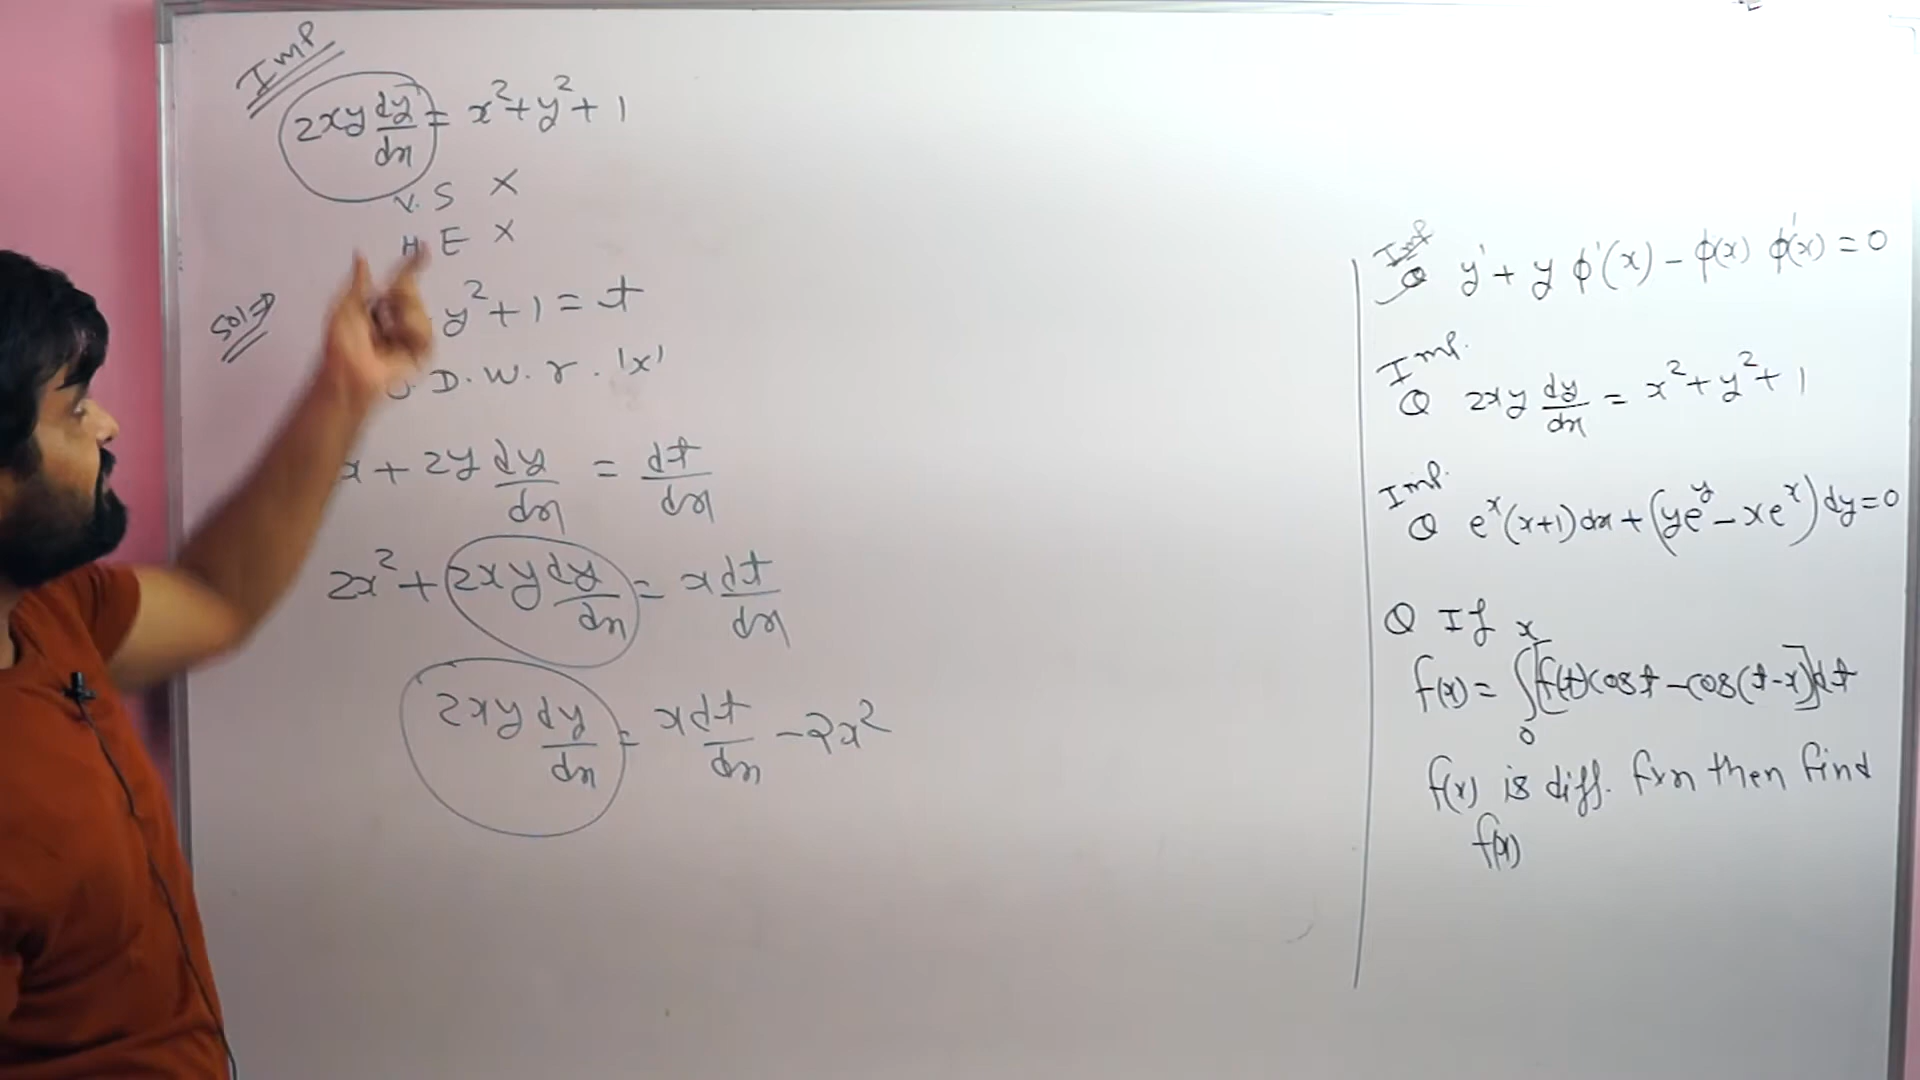 Imp
2xy dy/dx = x² + y² + 1
V.S X
H E X
Sol⇒
y² + 1 = t
D. w. r. 'x'
x + 2y dy/dx = dt/dx
2x² + 2xy dy/dx = x dt/dx
2xy dy/dx = x dt/dx - 2x²
Imp
Q y' + y ϕ'(x) - ϕ(x) ϕ'(x) = 0
Imp.
Q 2xy dy/dx = x² + y² + 1
Imp.
Q eˣ(x+1)dx + (yeʸ - xeˣ)dy = 0
Q If
f(x) = ∫₀ˣ [f(t)cost - cos(t-x)]dt
f(x) is diff. fxn then find
f(x)